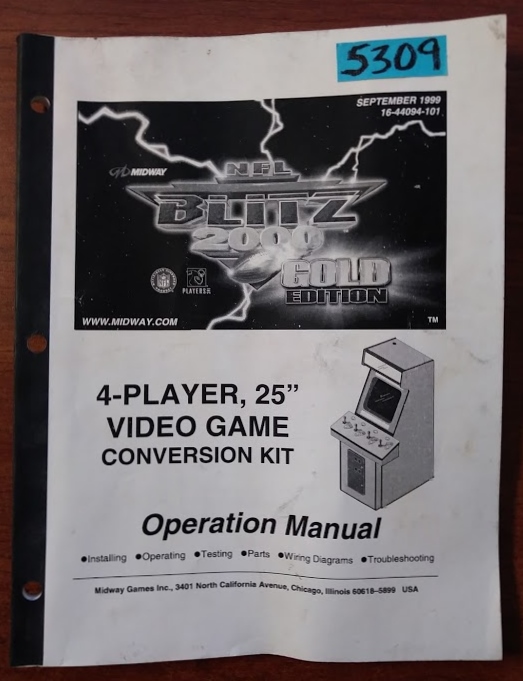 5309
SEPTEMBER 1999
16-44094-101
MIDWAY
NFL
BLITZ
2000
GOLD
EDITION
NFL
PLAYERS
WWW.MIDWAY.COM
TM
4-PLAYER, 25”
VIDEO GAME
CONVERSION KIT
Operation Manual
●Installing ●Operating ●Testing ●Parts ●Wiring Diagrams ●Troubleshooting
Midway Games Inc., 3401 North California Avenue, Chicago, Illinois 60618-5899 USA